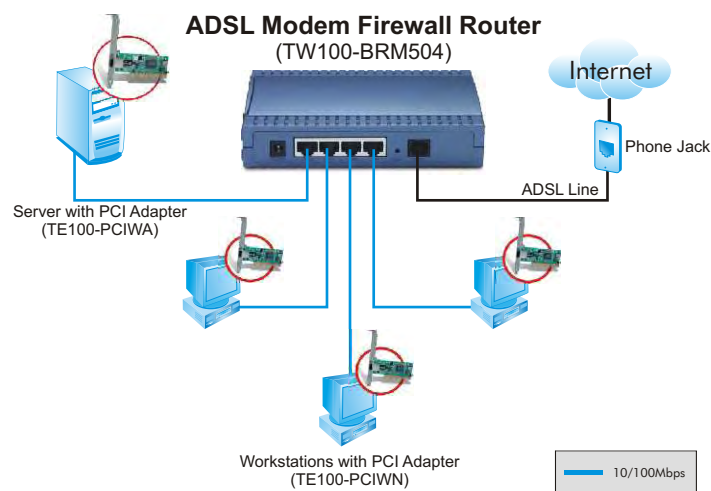 ADSL Modem Firewall Router
(TW100-BRM504)
Internet
Phone Jack
ADSL Line
Server with PCI Adapter
(TE100-PCIWA)
Workstations with PCI Adapter
(TE100-PCIWN)
10/100Mbps